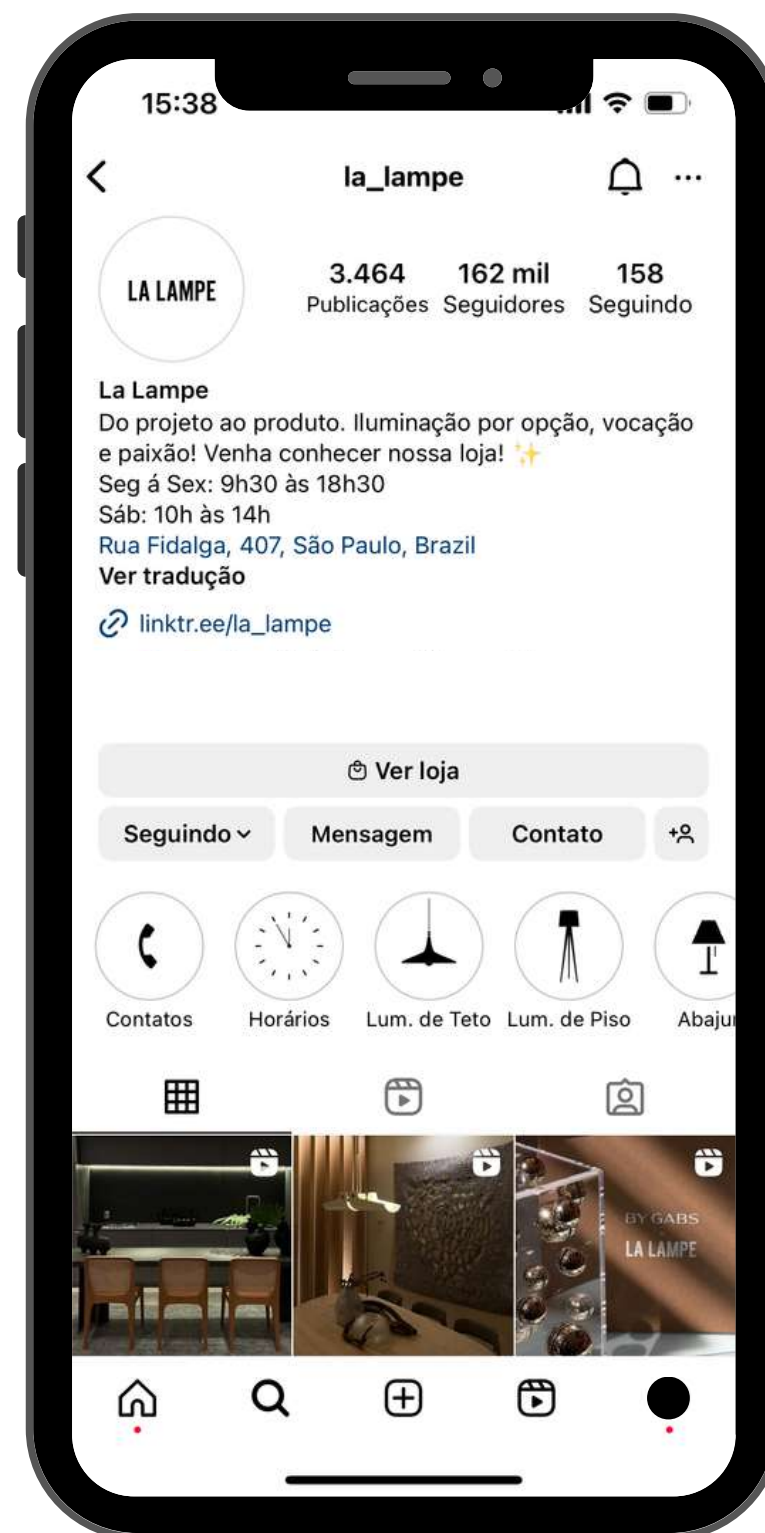 15:38
la_lampe
LA LAMPE
3.464 162 mil 158
Publicações Seguidores Seguindo
La Lampe
Do projeto ao produto. Iluminação por opção, vocação
e paixão! Venha conhecer nossa loja! ✨
Seg á Sex: 9h30 às 18h30
Sáb: 10h às 14h
Rua Fidalga, 407, São Paulo, Brazil
Ver tradução
linktr.ee/la_lampe
Ver loja
Seguindo Mensagem Contato
Contatos Horários Lum. de Teto Lum. de Piso Abajur
BY GABS
LA LAMPE